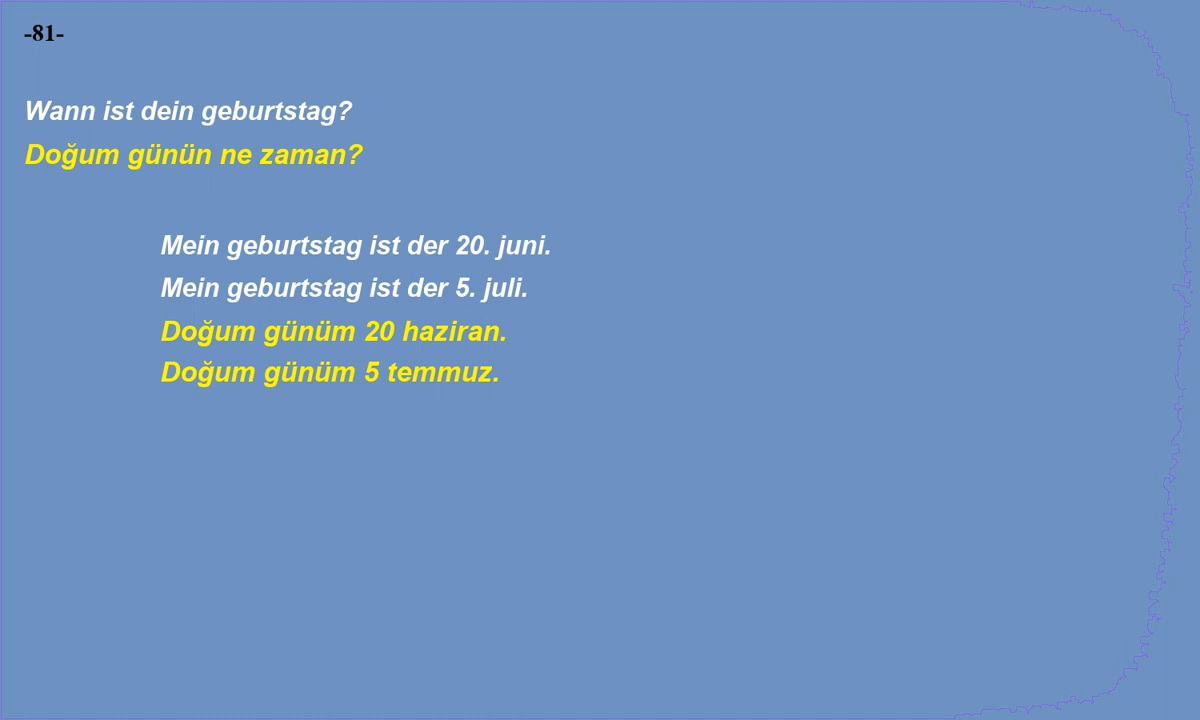 -81-
Wann ist dein geburtstag?
Doğum günün ne zaman?
Mein geburtstag ist der 20. juni.
Mein geburtstag ist der 5. juli.
Doğum günüm 20 haziran.
Doğum günüm 5 temmuz.